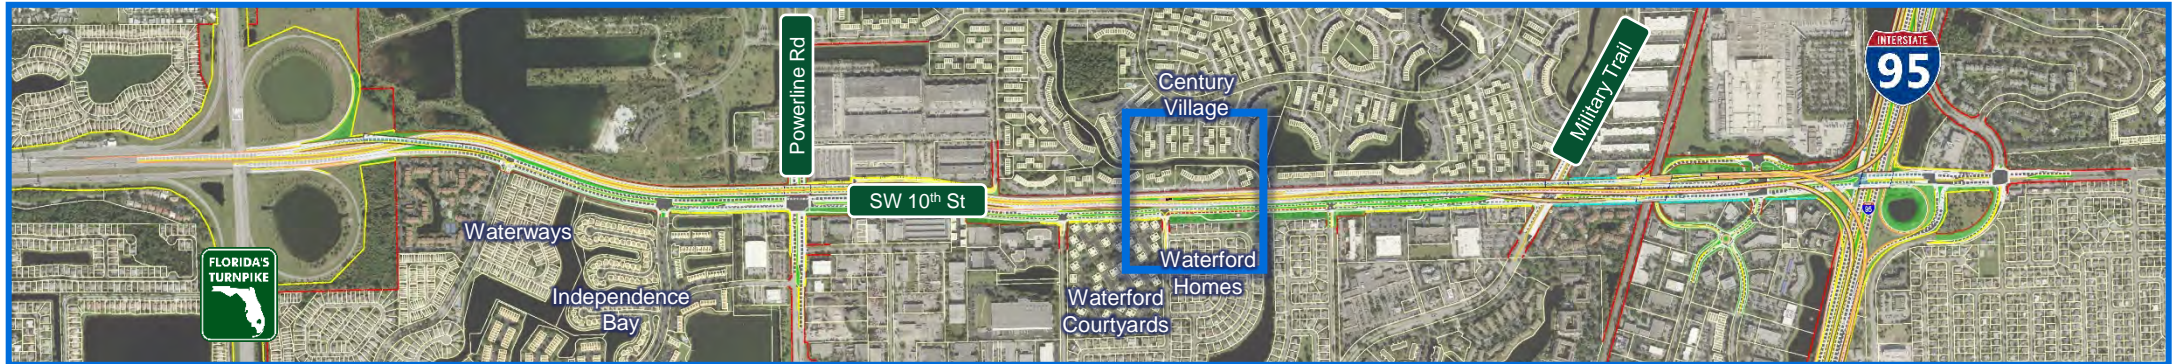 FLORIDA'S
TURNPIKE
Waterways
Independence
Bay
Powerline Rd
SW 10th St
Century
Village
Waterford
Courtyards
Waterford
Homes
Military Trail
INTERSTATE
95
95